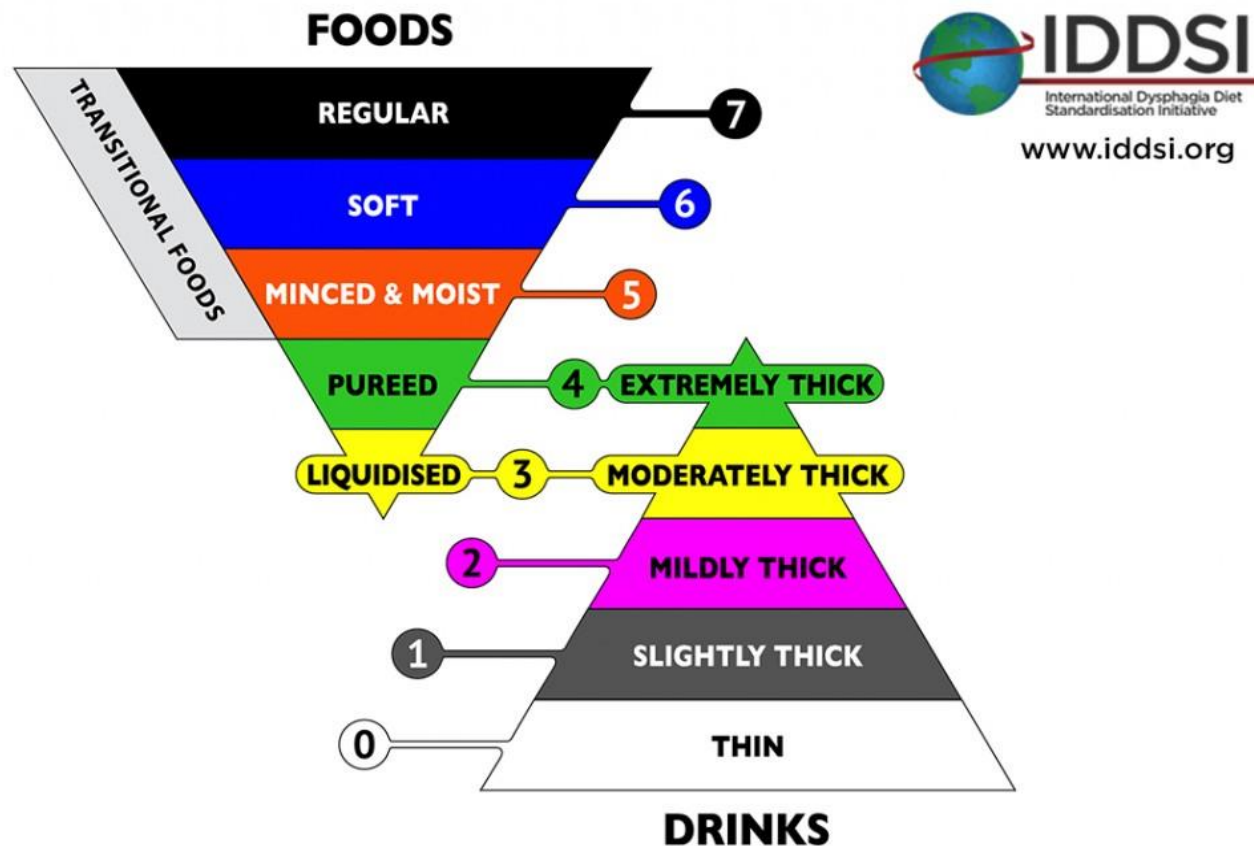 FOODS
IDDSI
International Dysphagia Diet
Standardisation Initiative
www.iddsi.org
TRANSITIONAL FOODS
REGULAR
7
SOFT
6
MINCED & MOIST
5
PUREED
4
EXTREMELY THICK
LIQUIDISED
3
MODERATELY THICK
2
MILDLY THICK
1
SLIGHTLY THICK
0
THIN
DRINKS